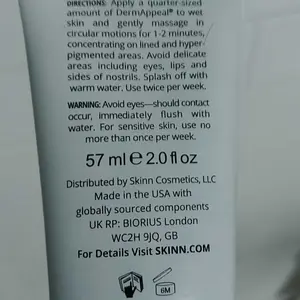 DIRECTIONS: Apply a quarter-sized
amount of DermAppeal® to wet
skin and gently massage in
circular motions for 1-2 minutes,
concentrating on lined and hyper-
pigmented areas. Avoid delicate
areas including eyes, lips and
sides of nostrils. Splash off with
warm water. Use twice per week.
WARNING: Avoid eyes—should contact
occur, immediately flush with
water. For sensitive skin, use no
more than once per week.
57 ml ℮ 2.0 fl oz
Distributed by Skinn Cosmetics, LLC
Made in the USA with
globally sourced components
UK RP: BIORIUS London
WC2H 9JQ, GB
For Details Visit SKINN.COM
6M